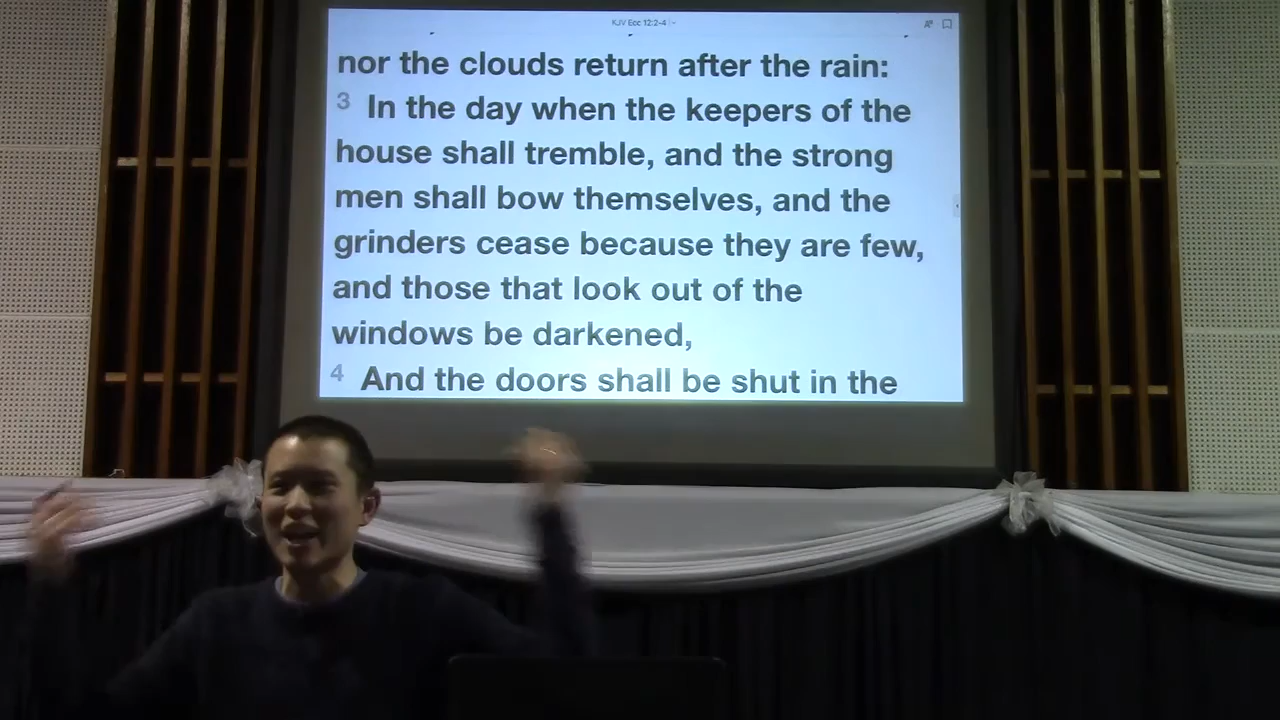 KJV Ecc 12:2-4
nor the clouds return after the rain:
3 In the day when the keepers of the
house shall tremble, and the strong
men shall bow themselves, and the
grinders cease because they are few,
and those that look out of the
windows be darkened,
4 And the doors shall be shut in the